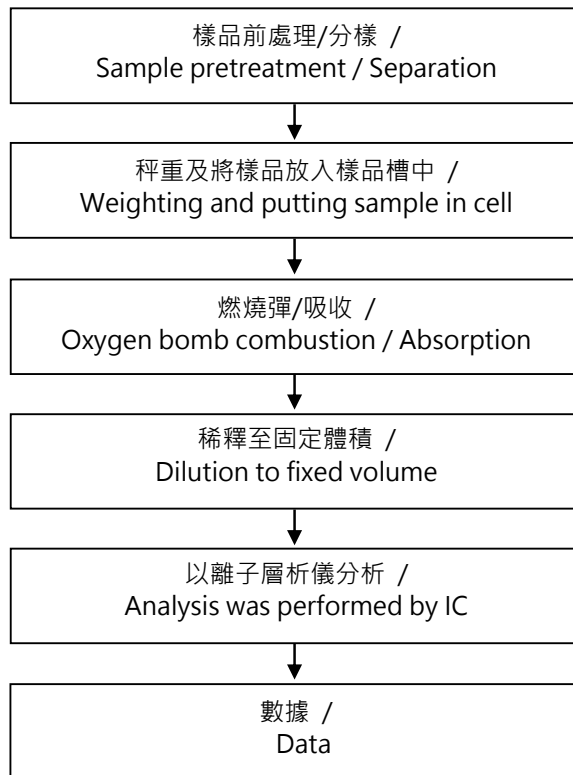 樣品前處理/分樣 /
Sample pretreatment / Separation
秤重及將樣品放入樣品槽中 /
Weighting and putting sample in cell
燃燒彈/吸收 /
Oxygen bomb combustion / Absorption
稀釋至固定體積 /
Dilution to fixed volume
以離子層析儀分析 /
Analysis was performed by IC
數據 /
Data